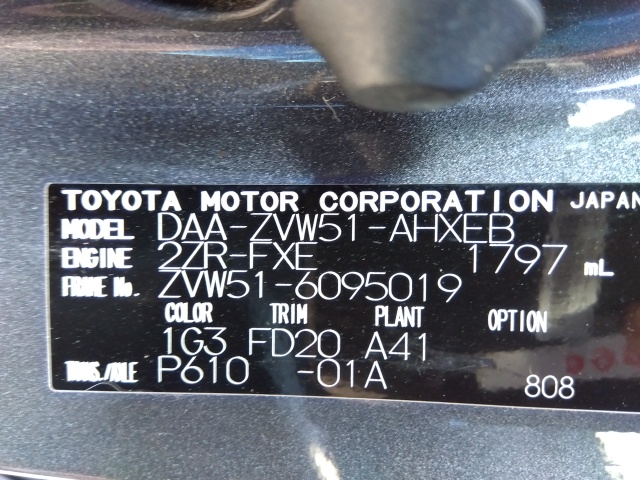 TOYOTA MOTOR CORPORATION JAPAN
MODEL DAA-ZVW51-AHXEB
ENGINE 2ZR-FXE 1797 mL
FRAME No. ZVW51-6095019
COLOR TRIM PLANT OPTION
1G3 FD20 A41
TRANS./AXLE P610 -01A
808